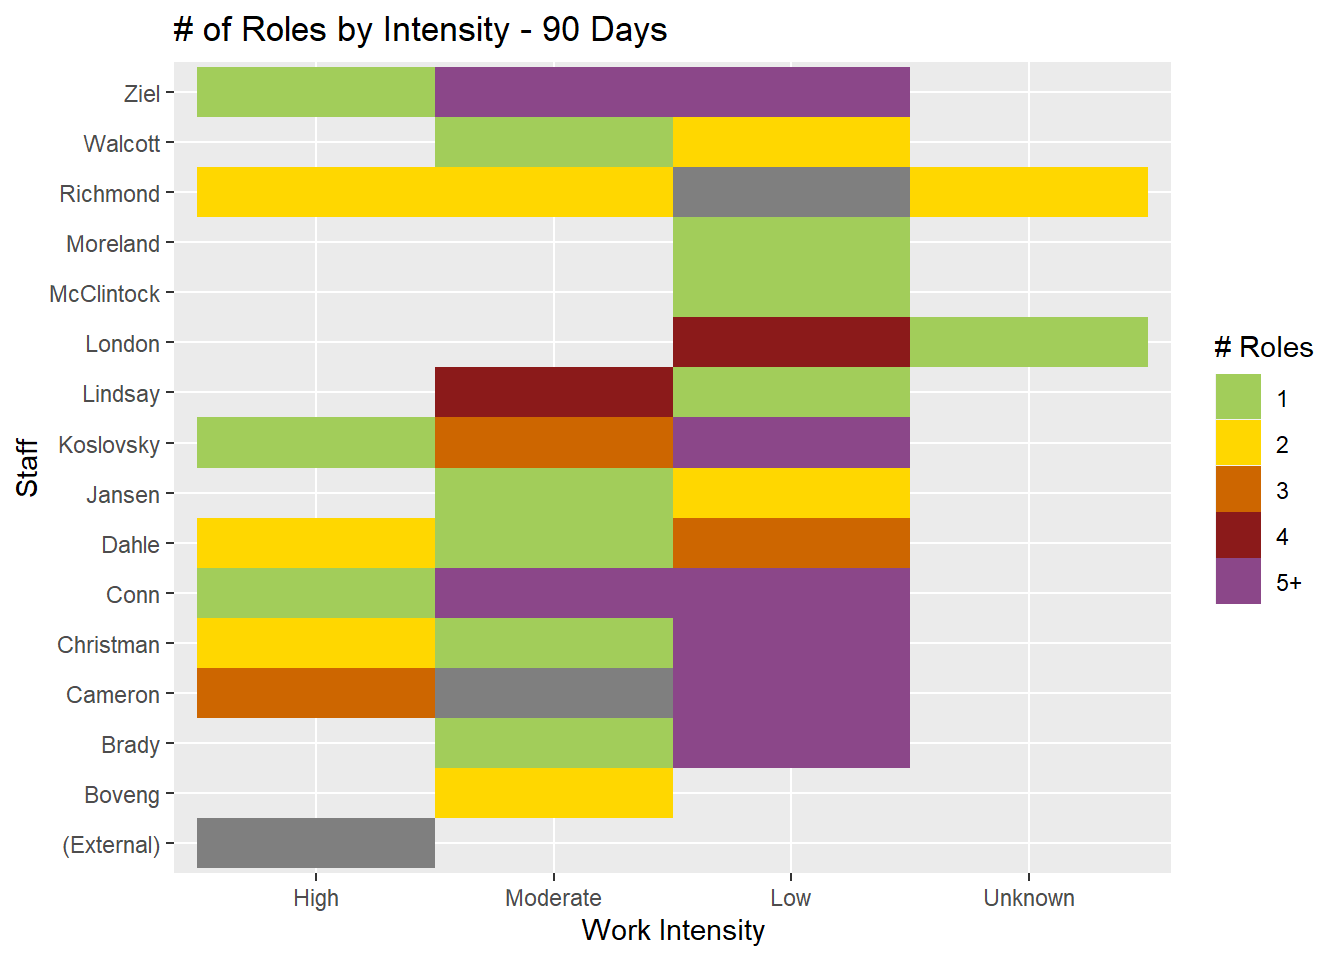 # of Roles by Intensity - 90 Days
Ziel
Walcott
Richmond
Moreland
McClintock
London
Lindsay
Koslovsky
Jansen
Dahle
Conn
Christman
Cameron
Brady
Boveng
(External)
Staff
High
Moderate
Low
Unknown
Work Intensity
# Roles
1
2
3
4
5+